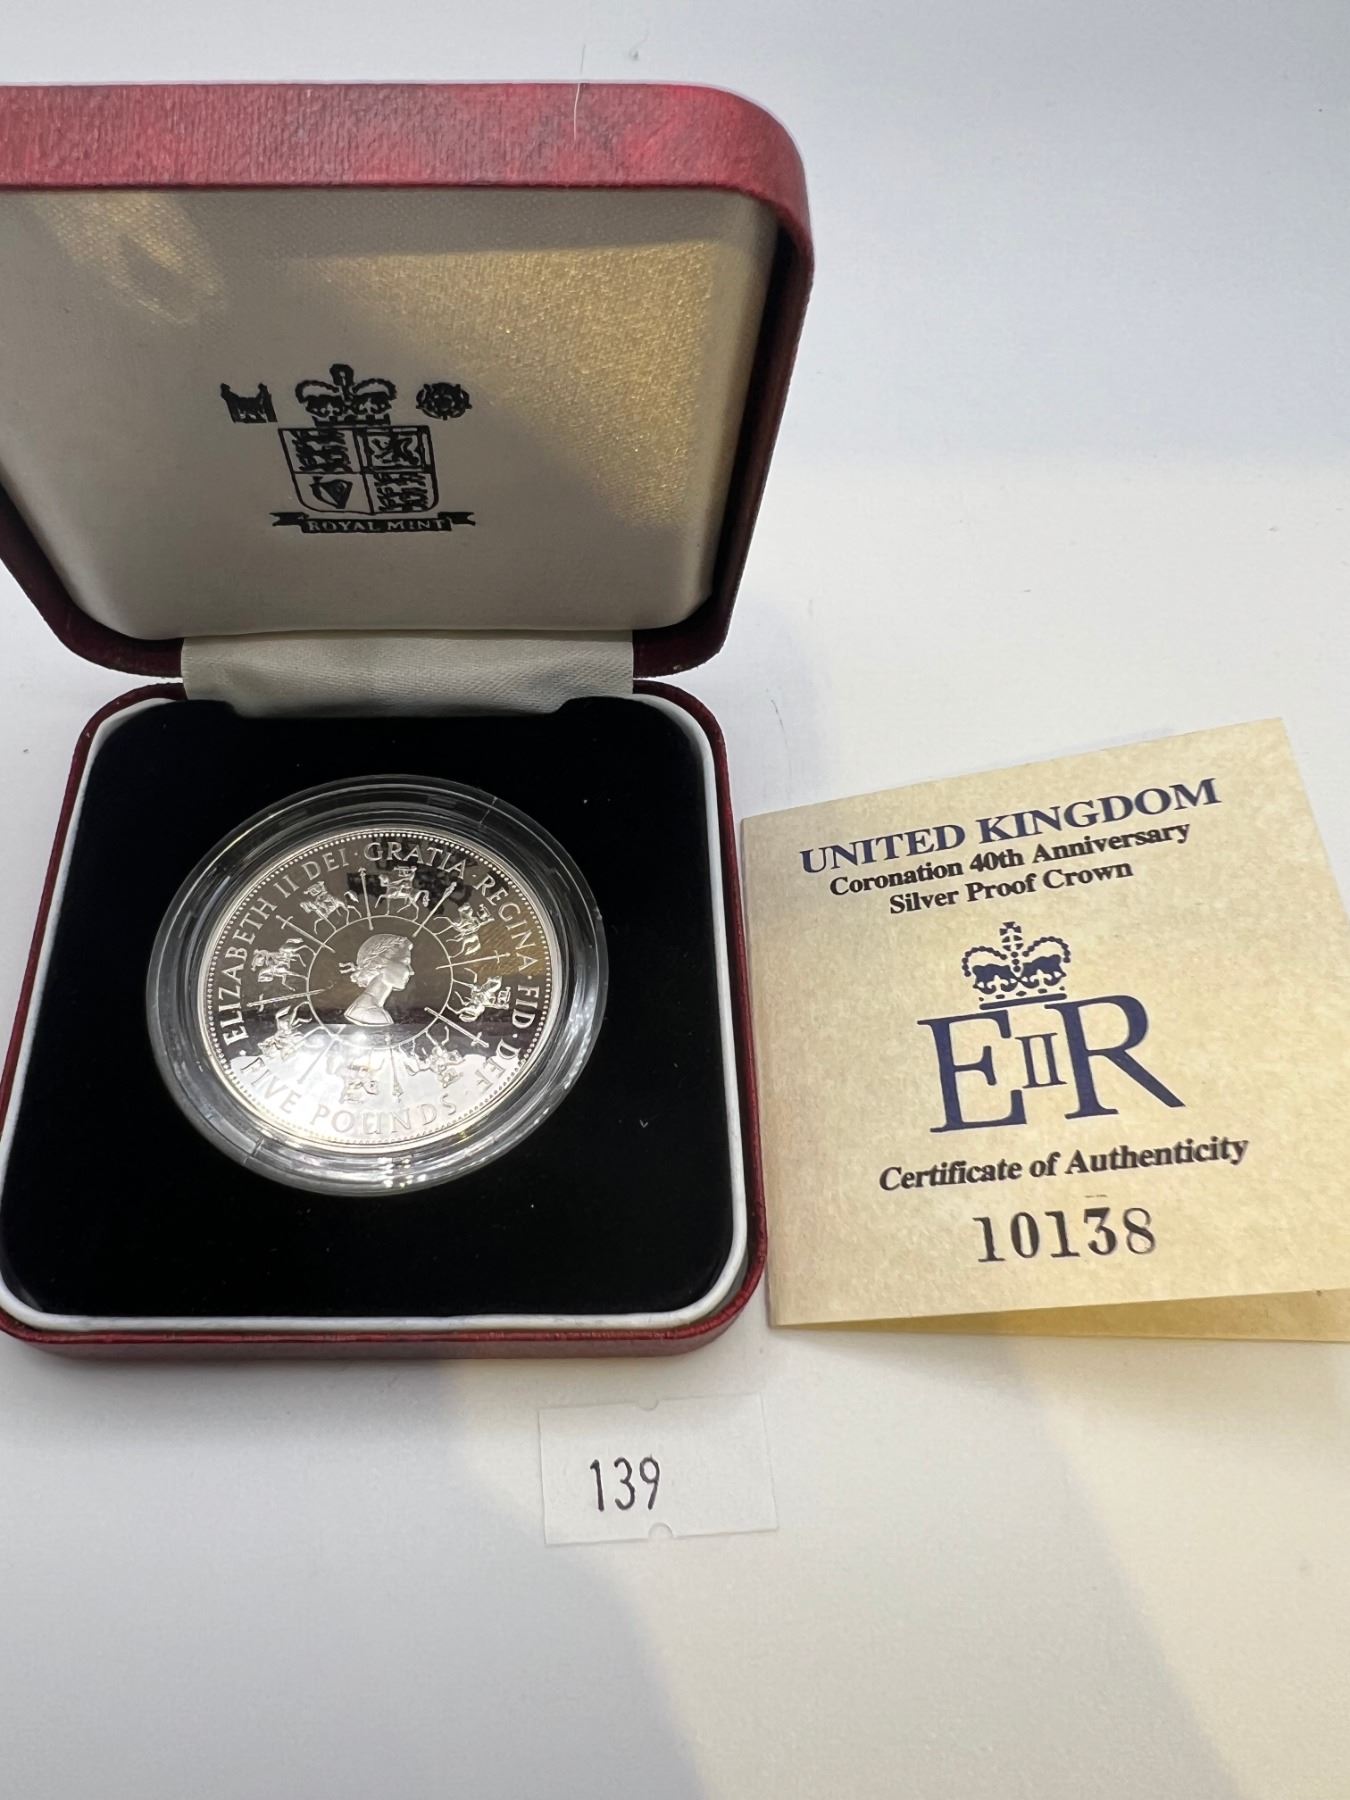 ROYAL MINT
·ELIZABETH II DEI·GRATIA·REGINA·FID·DEF·
FIVE POUNDS
UNITED KINGDOM
Coronation 40th Anniversary
Silver Proof Crown
EIIR
Certificate of Authenticity
10138
139